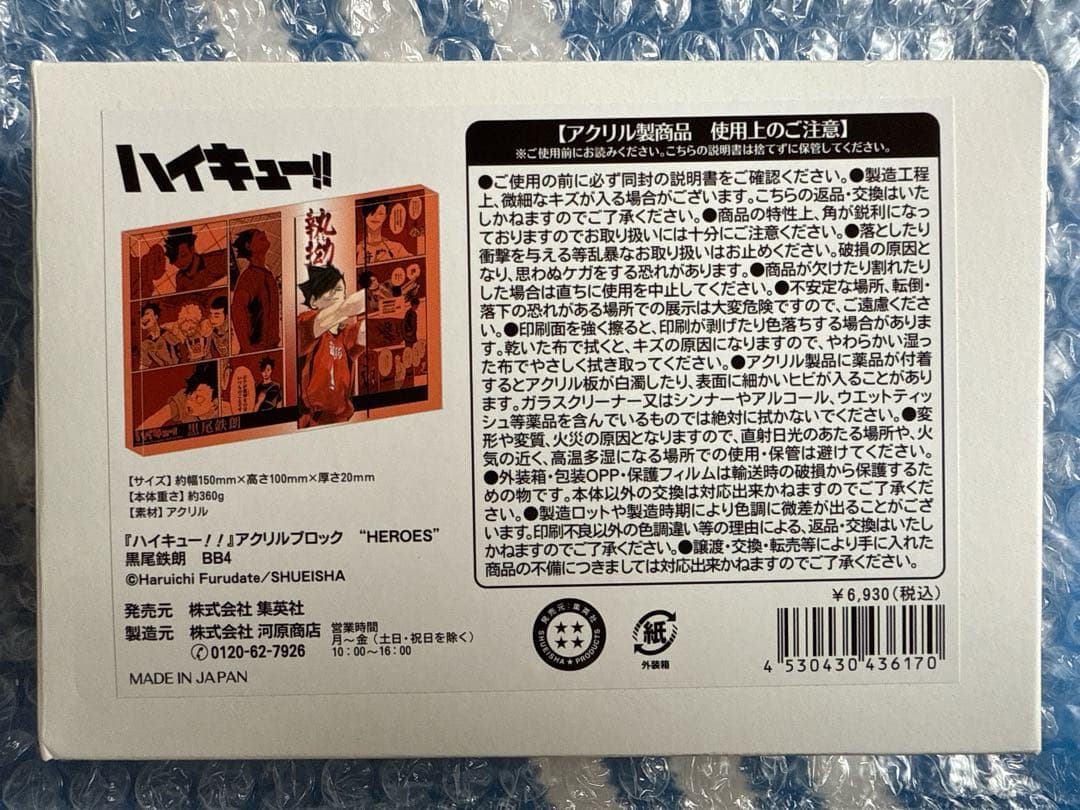 ハイキュー!!
執拗
ハイキュー!!
黒尾鉄朗
【サイズ】約幅150mm×高さ100mm×厚さ20mm
【本体重さ】約360g
【素材】アクリル
『ハイキュー！！』アクリルブロック　“HEROES”
黒尾鉄朗　BB4
©Haruichi Furudate/SHUEISHA
発売元　株式会社 集英社
製造元　株式会社 河原商店
0120-62-7926
営業時間
月～金（土日・祝日を除く）
10：00～16：00
MADE IN JAPAN
【アクリル製商品　使用上のご注意】
※ご使用前にお読みください。こちらの説明書は捨てずに保管してください。
●ご使用の前に必ず同封の説明書をご確認ください。●製造工程
上、微細なキズが入る場合がございます。こちらの返品・交換はいた
しかねますのでご了承ください。●商品の特性上、角が鋭利になっ
ておりますのでお取り扱いには十分にご注意ください。●落としたり
衝撃を与える等乱暴なお取り扱いはお止めください。破損の原因と
なり、思わぬケガをする恐れがあります。●商品が欠けたり割れたり
した場合は直ちに使用を中止してください。●不安定な場所、転倒・
落下の恐れがある場所での展示は大変危険ですので、ご遠慮くださ
い。●印刷面を強く擦ると、印刷が剥げたり色落ちする場合がありま
す。乾いた布で拭くと、キズの原因になりますので、やわらかい湿っ
た布でやさしく拭き取ってください。●アクリル製品に薬品が付着
するとアクリル板が白濁したり、表面に細かいヒビが入ることがあり
ます。ガラスクリーナー又はシンナーやアルコール、ウエットティッ
シュ等薬品を含んでいるものでは絶対に拭かないでください。●変
形や変質、火災の原因となりますので、直射日光のあたる場所や、火
気の近く、高温多湿になる場所での使用・保管は避けてください。
●外装箱・包装OPP・保護フィルムは輸送時の破損から保護するた
めの物です。本体以外の交換は対応出来かねますのでご了承くだ
さい。●製造ロットや製造時期により色調に微差が出ることがござ
います。印刷不良以外の色調違い等の理由による、返品・交換はいたし
かねますのでご了承ください。●譲渡・交換・転売等により手に入れた
商品の不備につきましては対応出来かねますのでご了承ください。
￥6,930（税込）
発売元：集英社
SHUEISHA★PRODUCTS
紙
外装箱
4 530430 436170